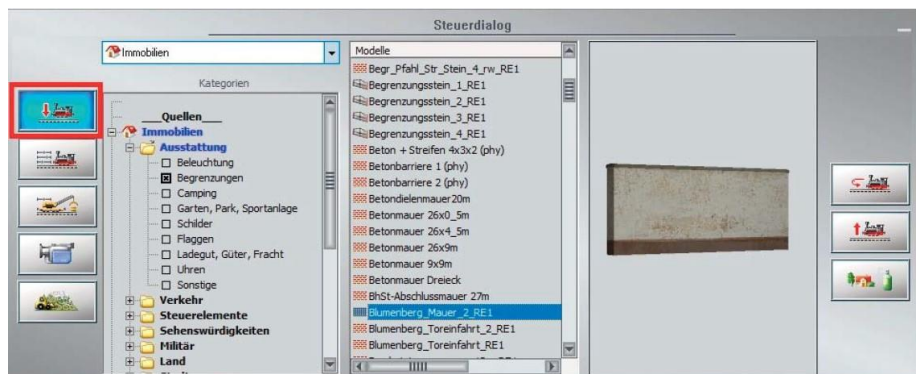 Steuerdialog
Immobilien
Kategorien
___Quellen___
Immobilien
Ausstattung
Beleuchtung
Begrenzungen
Camping
Garten, Park, Sportanlage
Schilder
Flaggen
Ladegut, Güter, Fracht
Uhren
Sonstige
Verkehr
Steuerelemente
Sehenswürdigkeiten
Militär
Land
Modelle
Begr_Pfahl_Str_Stein_4_rw_RE1
Begrenzungsstein_1_RE1
Begrenzungsstein_2_RE1
Begrenzungsstein_3_RE1
Begrenzungsstein_4_RE1
Beton + Streifen 4x3x2 (phy)
Betonbarriere 1 (phy)
Betonbarriere 2 (phy)
Betondielenmauer20m
Betonmauer 26x0_5m
Betonmauer 26x4_5m
Betonmauer 26x9m
Betonmauer 9x9m
Betonmauer Dreieck
BhSt-Abschlussmauer 27m
Blumenberg_Mauer_2_RE1
Blumenberg_Toreinfahrt_2_RE1
Blumenberg_Toreinfahrt_RE1